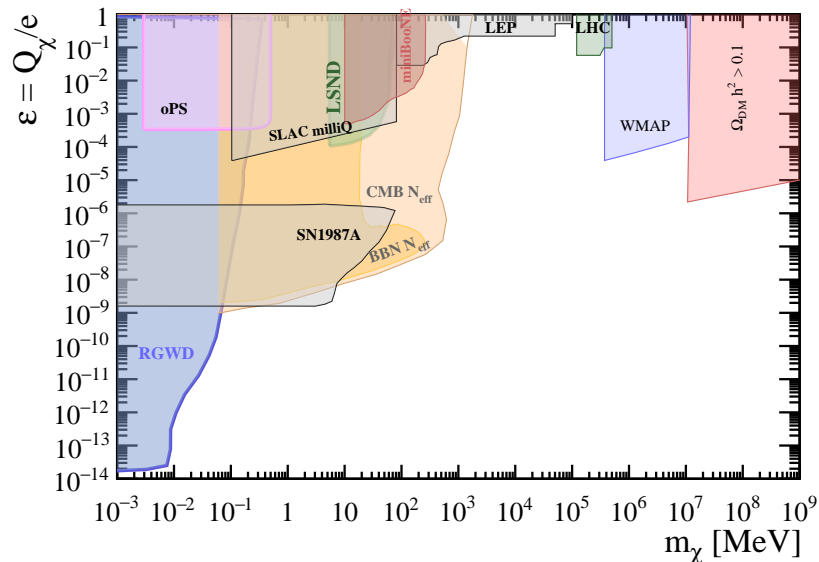 ε = Q_χ/e
1
10^−1
10^−2
10^−3
10^−4
10^−5
10^−6
10^−7
10^−8
10^−9
10^−10
10^−11
10^−12
10^−13
10^−14
oPS
LSND
miniBooNE
SLAC milliQ
LEP
LHC
WMAP
Ω_DM h² > 0.1
CMB N_eff
SN1987A
BBN N_eff
RGWD
10^−3 10^−2 10^−1 1 10 10^2 10^3 10^4 10^5 10^6 10^7 10^8 10^9
m_χ [MeV]